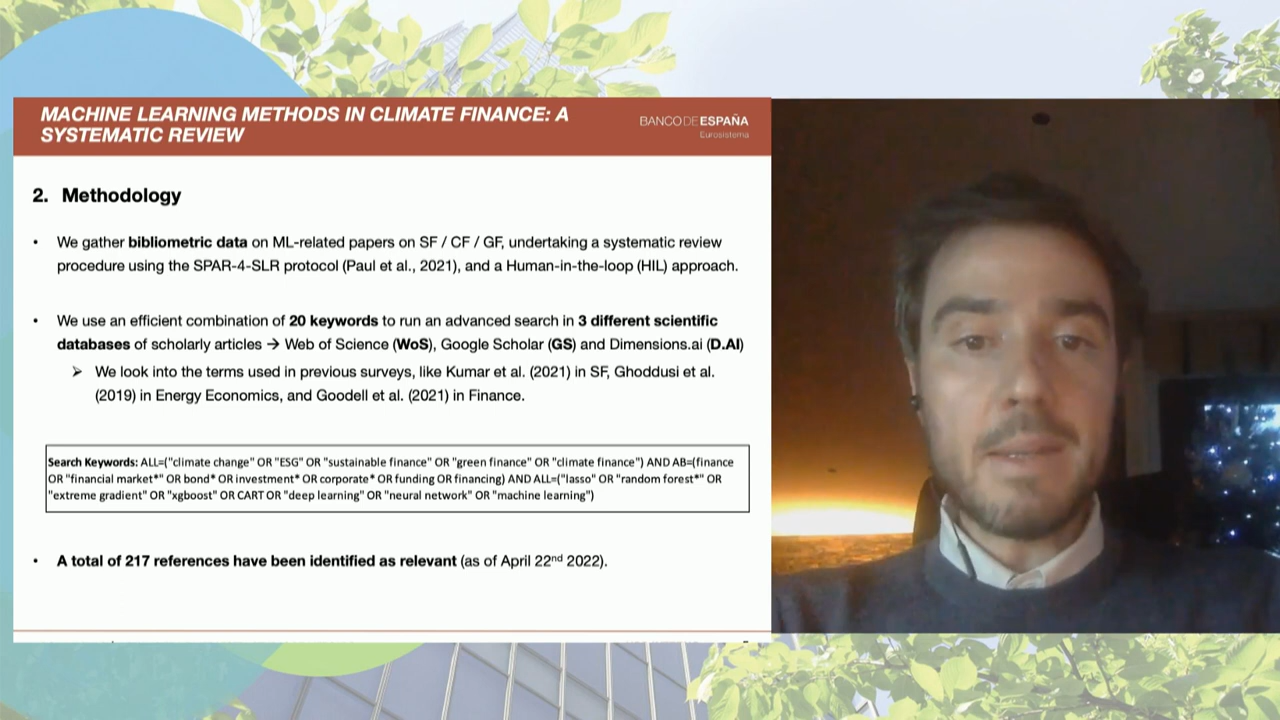 MACHINE LEARNING METHODS IN CLIMATE FINANCE: A
SYSTEMATIC REVIEW
BANCO DE ESPAÑA
Eurosistema
2. Methodology
• We gather bibliometric data on ML-related papers on SF / CF / GF, undertaking a systematic review
procedure using the SPAR-4-SLR protocol (Paul et al., 2021), and a Human-in-the-loop (HIL) approach.
• We use an efficient combination of 20 keywords to run an advanced search in 3 different scientific
databases of scholarly articles → Web of Science (WoS), Google Scholar (GS) and Dimensions.ai (D.AI)
➢ We look into the terms used in previous surveys, like Kumar et al. (2021) in SF, Ghoddusi et al.
(2019) in Energy Economics, and Goodell et al. (2021) in Finance.
Search Keywords: ALL=("climate change" OR "ESG" OR "sustainable finance" OR "green finance" OR "climate finance") AND AB=(finance
OR "financial market*" OR bond* OR investment* OR corporate* OR funding OR financing) AND ALL=("lasso" OR "random forest*" OR
"extreme gradient" OR "xgboost" OR CART OR "deep learning" OR "neural network" OR "machine learning")
• A total of 217 references have been identified as relevant (as of April 22nd 2022).